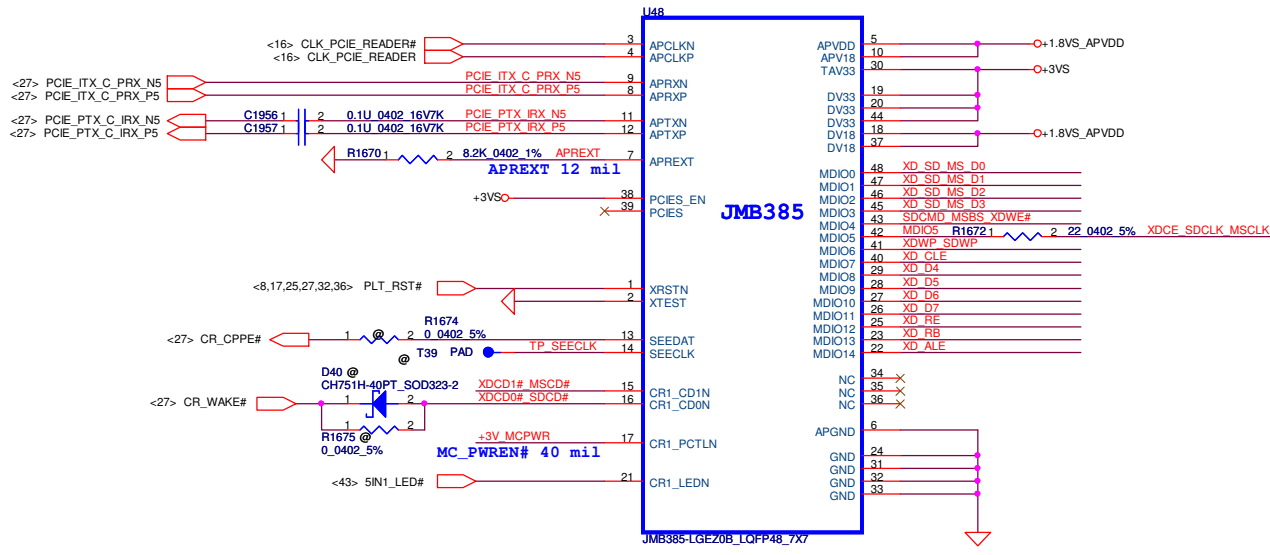 U48
<16> CLK_PCIE_READER# 3 APCLKN
<16> CLK_PCIE_READER 4 APCLKP
<27> PCIE_ITX_C_PRX_N5 PCIE_ITX_C_PRX_N5 9 APRXN
<27> PCIE_ITX_C_PRX_P5 PCIE_ITX_C_PRX_P5 8 APRXP
<27> PCIE_PTX_C_IRX_N5 C1956 1 2 0.1U_0402_16V7K PCIE_PTX_IRX_N5 11 APTXN
<27> PCIE_PTX_C_IRX_P5 C1957 1 2 0.1U_0402_16V7K PCIE_PTX_IRX_P5 12 APTXP
R1670 1 2 8.2K_0402_1% APREXT 7 APREXT
APREXT 12 mil
+3VS 38 PCIES_EN
39 PCIES
JMB385
<8,17,25,27,32,36> PLT_RST# 1 XRSTN
2 XTEST
R1674
<27> CR_CPPE# 1 @ 2 0_0402_5% 13 SEEDAT
@ T39 PAD TP_SEECLK 14 SEECLK
D40 @
CH751H-40PT_SOD323-2
XDCD1#_MSCD# 15 CR1_CD1N
<27> CR_WAKE# 1 2 XDCD0#_SDCD# 16 CR1_CD0N
R1675 @ 1 2
0_0402_5%
+3V_MCPWR 17 CR1_PCTLN
MC_PWREN# 40 mil
<43> 5IN1_LED# 21 CR1_LEDN
APVDD 5 +1.8VS_APVDD
APV18 10
TAV33 30 +3VS
DV33 19
DV33 20
DV33 44
DV18 18 +1.8VS_APVDD
DV18 37
MDIO0 48 XD_SD_MS_D0
MDIO1 47 XD_SD_MS_D1
MDIO2 46 XD_SD_MS_D2
MDIO3 45 XD_SD_MS_D3
MDIO4 43 SDCMD_MSBS_XDWE#
MDIO5 42 MDIO5 R1672 1 2 22_0402_5% XDCE_SDCLK_MSCLK
MDIO6 41 XDWP_SDWP
MDIO7 40 XD_CLE
MDIO8 29 XD_D4
MDIO9 28 XD_D5
MDIO10 27 XD_D6
MDIO11 26 XD_D7
MDIO12 25 XD_RE
MDIO13 23 XD_RB
MDIO14 22 XD_ALE
NC 34
NC 35
NC 36
APGND 6
GND 24
GND 31
GND 32
GND 33
JMB385-LGEZ0B_LQFP48_7X7